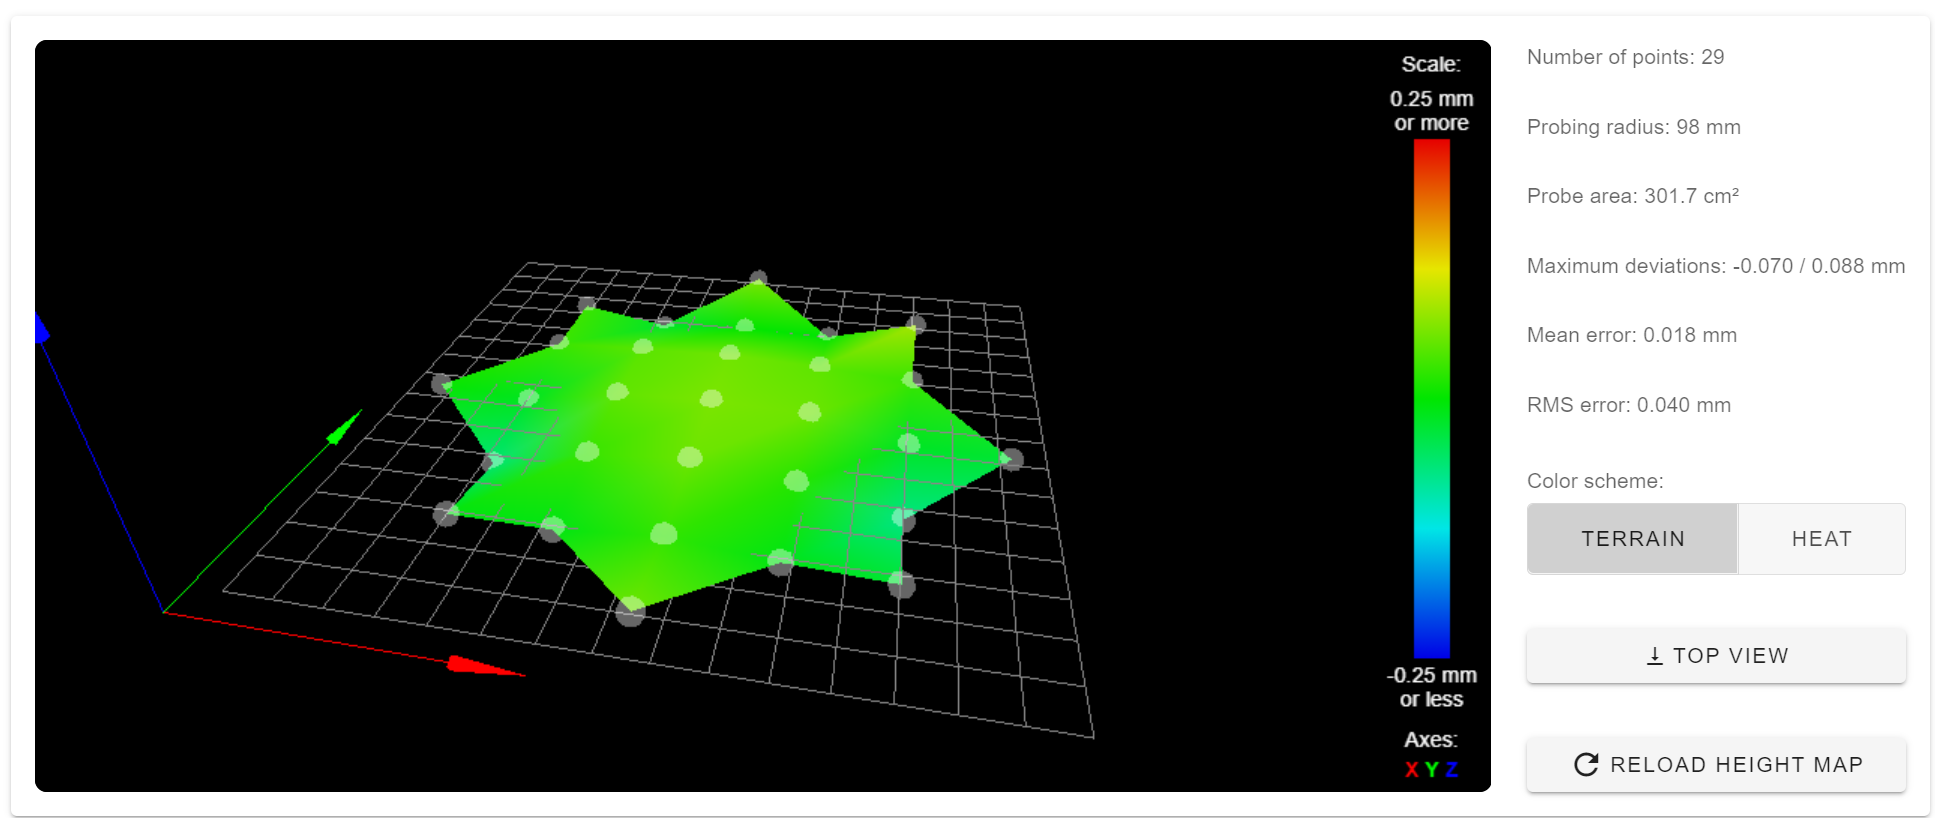 Scale:
0.25 mm
or more
-0.25 mm
or less
Axes:
X Y Z
Number of points: 29
Probing radius: 98 mm
Probe area: 301.7 cm²
Maximum deviations: -0.070 / 0.088 mm
Mean error: 0.018 mm
RMS error: 0.040 mm
Color scheme:
TERRAIN HEAT
TOP VIEW
RELOAD HEIGHT MAP